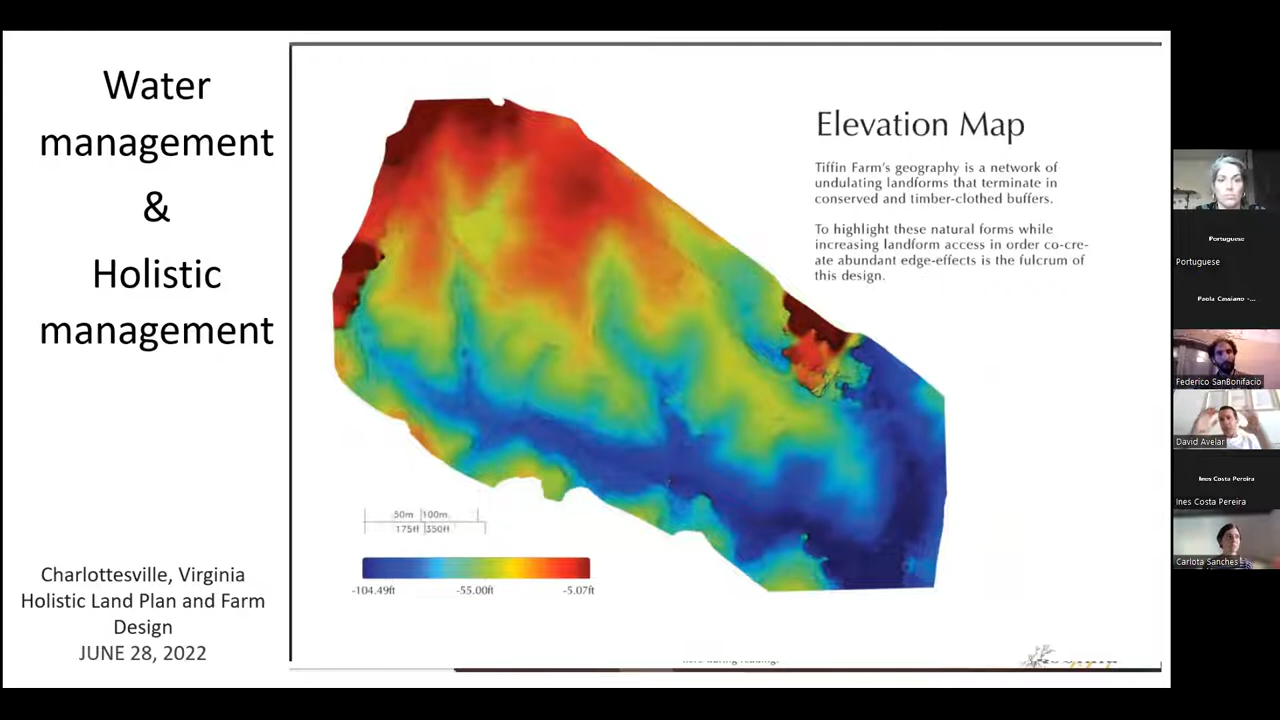 Water
management
&
Holistic
management
Charlottesville, Virginia
Holistic Land Plan and Farm
Design
JUNE 28, 2022
Elevation Map
Tiffin Farm's geography is a network of
undulating landforms that terminate in
conserved and timber-clothed buffers.
To highlight these natural forms while
increasing landform access in order co-cre-
ate abundant edge-effects is the fulcrum of
this design.
50m 100m
175ft 350ft
-104.49ft -55.00ft -5.07ft
Portuguese
Portuguese
Paola Cassiano -...
Federico SanBonifacio
David Avelar
Ines Costa Pereira
Ines Costa Pereira
Carlota Sanches